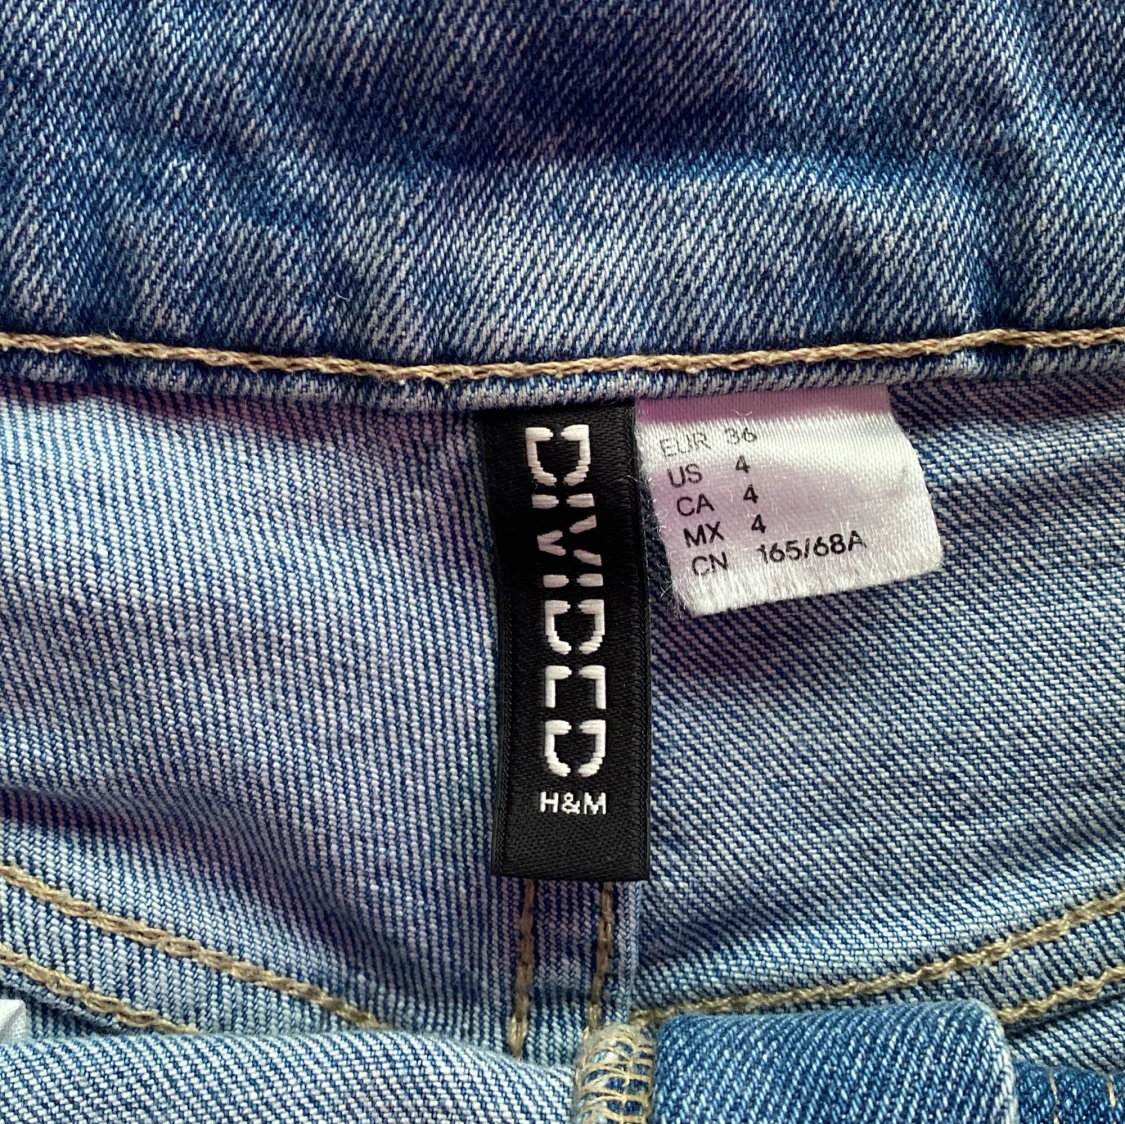 DIVIDED
H&M
EUR 36
US 4
CA 4
MX 4
CN 165/68A